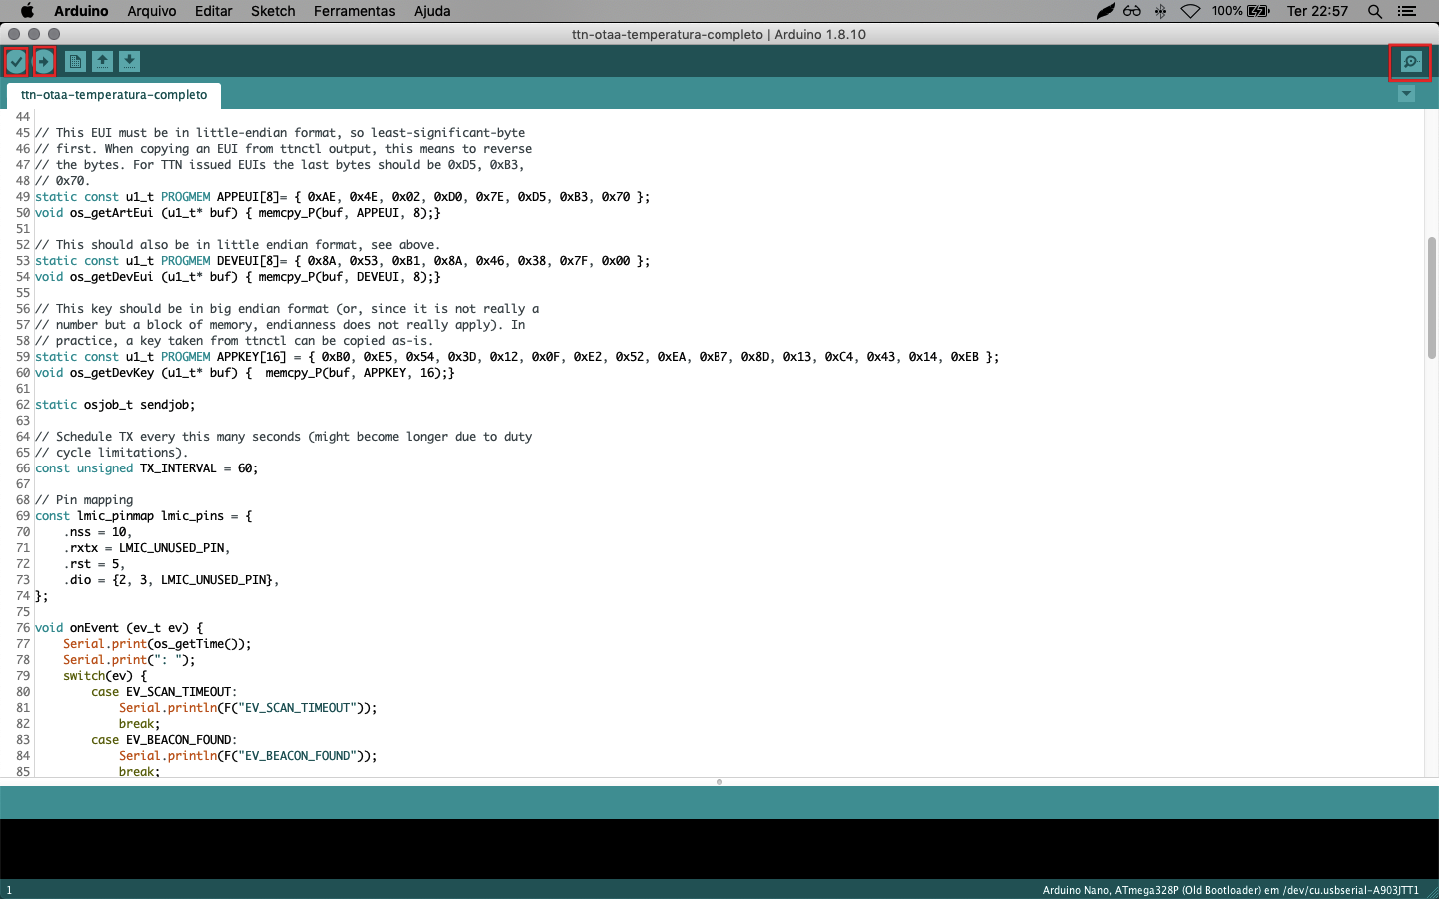 Arduino Arquivo Editar Sketch Ferramentas Ajuda 100% Ter 22:57
ttn-otaa-temperatura-completo | Arduino 1.8.10
ttn-otaa-temperatura-completo
44
45 // This EUI must be in little-endian format, so least-significant-byte
46 // first. When copying an EUI from ttnctl output, this means to reverse
47 // the bytes. For TTN issued EUIs the last bytes should be 0xD5, 0xB3,
48 // 0x70.
49 static const u1_t PROGMEM APPEUI[8]= { 0xAE, 0x4E, 0x02, 0xD0, 0x7E, 0xD5, 0xB3, 0x70 };
50 void os_getArtEui (u1_t* buf) { memcpy_P(buf, APPEUI, 8);}
51
52 // This should also be in little endian format, see above.
53 static const u1_t PROGMEM DEVEUI[8]= { 0x8A, 0x53, 0xB1, 0x8A, 0x46, 0x38, 0x7F, 0x00 };
54 void os_getDevEui (u1_t* buf) { memcpy_P(buf, DEVEUI, 8);}
55
56 // This key should be in big endian format (or, since it is not really a
57 // number but a block of memory, endianness does not really apply). In
58 // practice, a key taken from ttnctl can be copied as-is.
59 static const u1_t PROGMEM APPKEY[16] = { 0xB0, 0xE5, 0x54, 0x3D, 0x12, 0x0F, 0xE2, 0x52, 0xEA, 0xB7, 0x8D, 0x13, 0xC4, 0x43, 0x14, 0xEB };
60 void os_getDevKey (u1_t* buf) {  memcpy_P(buf, APPKEY, 16);}
61
62 static osjob_t sendjob;
63
64 // Schedule TX every this many seconds (might become longer due to duty
65 // cycle limitations).
66 const unsigned TX_INTERVAL = 60;
67
68 // Pin mapping
69 const lmic_pinmap lmic_pins = {
70     .nss = 10,
71     .rxtx = LMIC_UNUSED_PIN,
72     .rst = 5,
73     .dio = {2, 3, LMIC_UNUSED_PIN},
74 };
75
76 void onEvent (ev_t ev) {
77     Serial.print(os_getTime());
78     Serial.print(": ");
79     switch(ev) {
80         case EV_SCAN_TIMEOUT:
81             Serial.println(F("EV_SCAN_TIMEOUT"));
82             break;
83         case EV_BEACON_FOUND:
84             Serial.println(F("EV_BEACON_FOUND"));
85             break;
1 Arduino Nano, ATmega328P (Old Bootloader) em /dev/cu.usbserial-A903JTT1